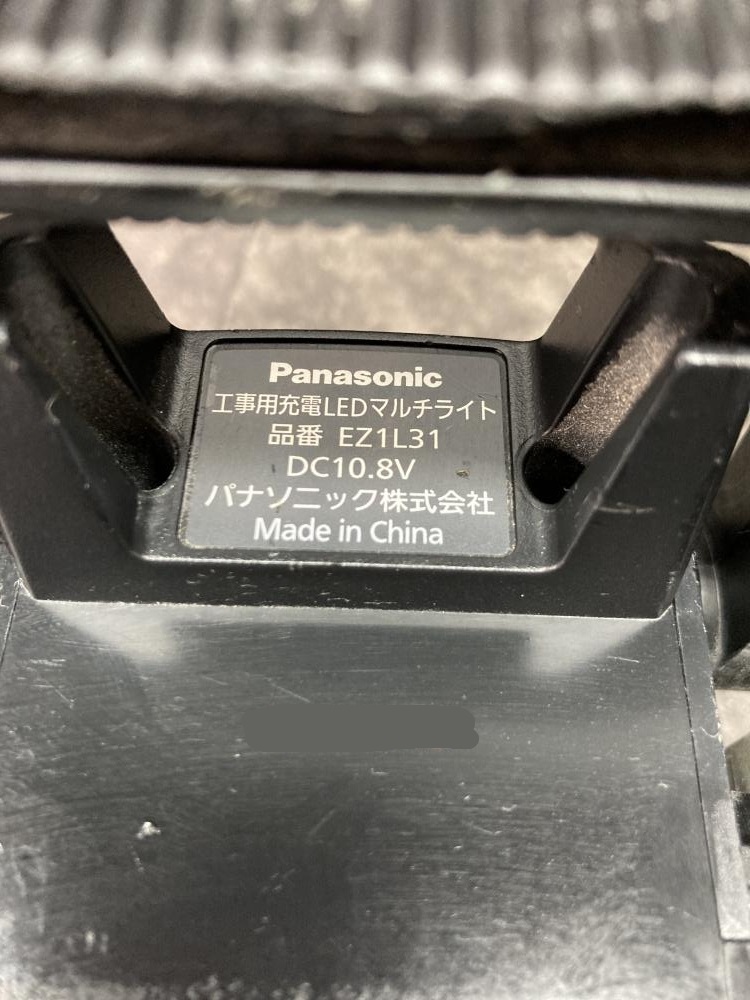 Panasonic
工事用充電LEDマルチライト
品番 EZ1L31
DC10.8V
パナソニック株式会社
Made in China